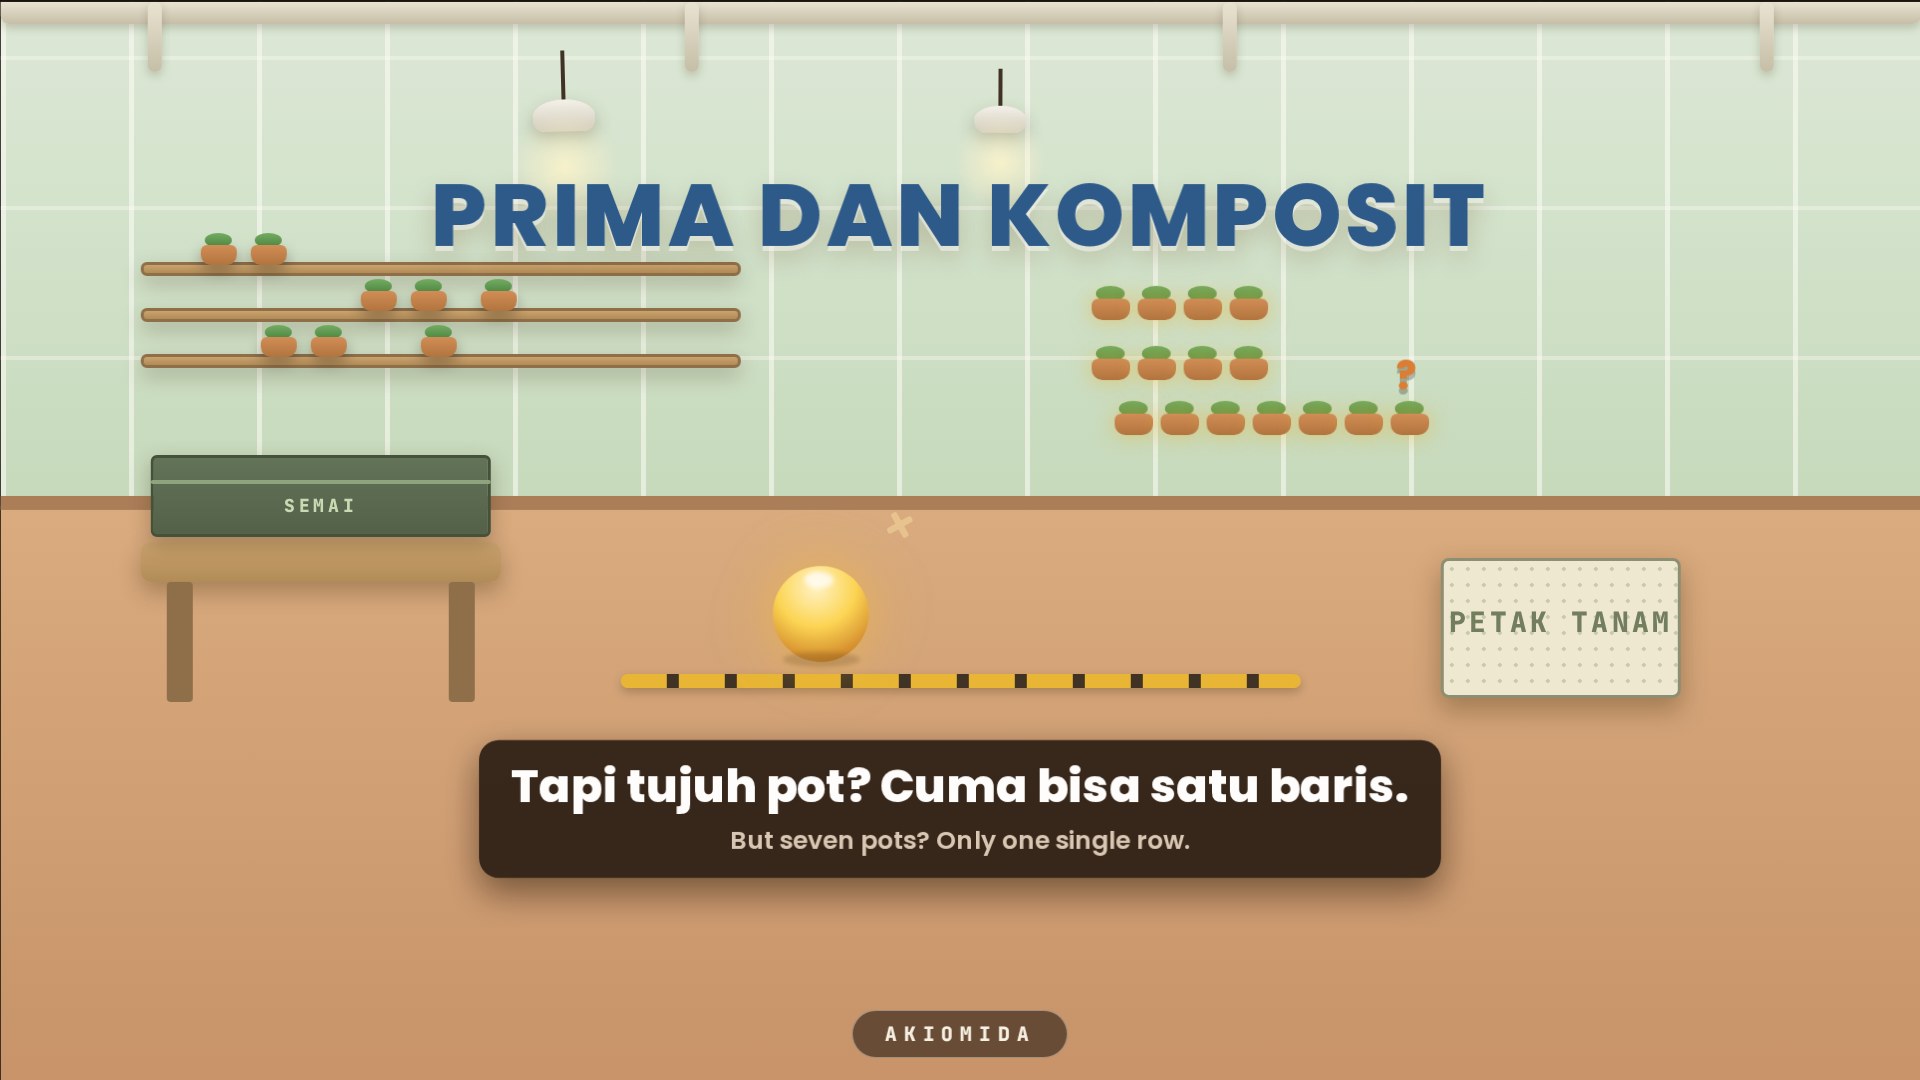 PRIMA DAN KOMPOSIT
?
SEMAI
PETAK TANAM
Tapi tujuh pot? Cuma bisa satu baris.
But seven pots? Only one single row.
AKIOMIDA